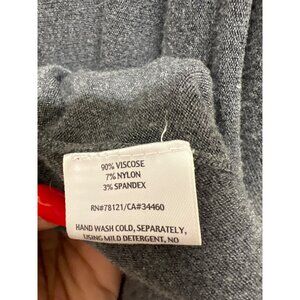 90% VISCOSE
7% NYLON
3% SPANDEX
RN#78121/CA#34460
HAND WASH COLD, SEPARATELY,
USING MILD DETERGENT, NO